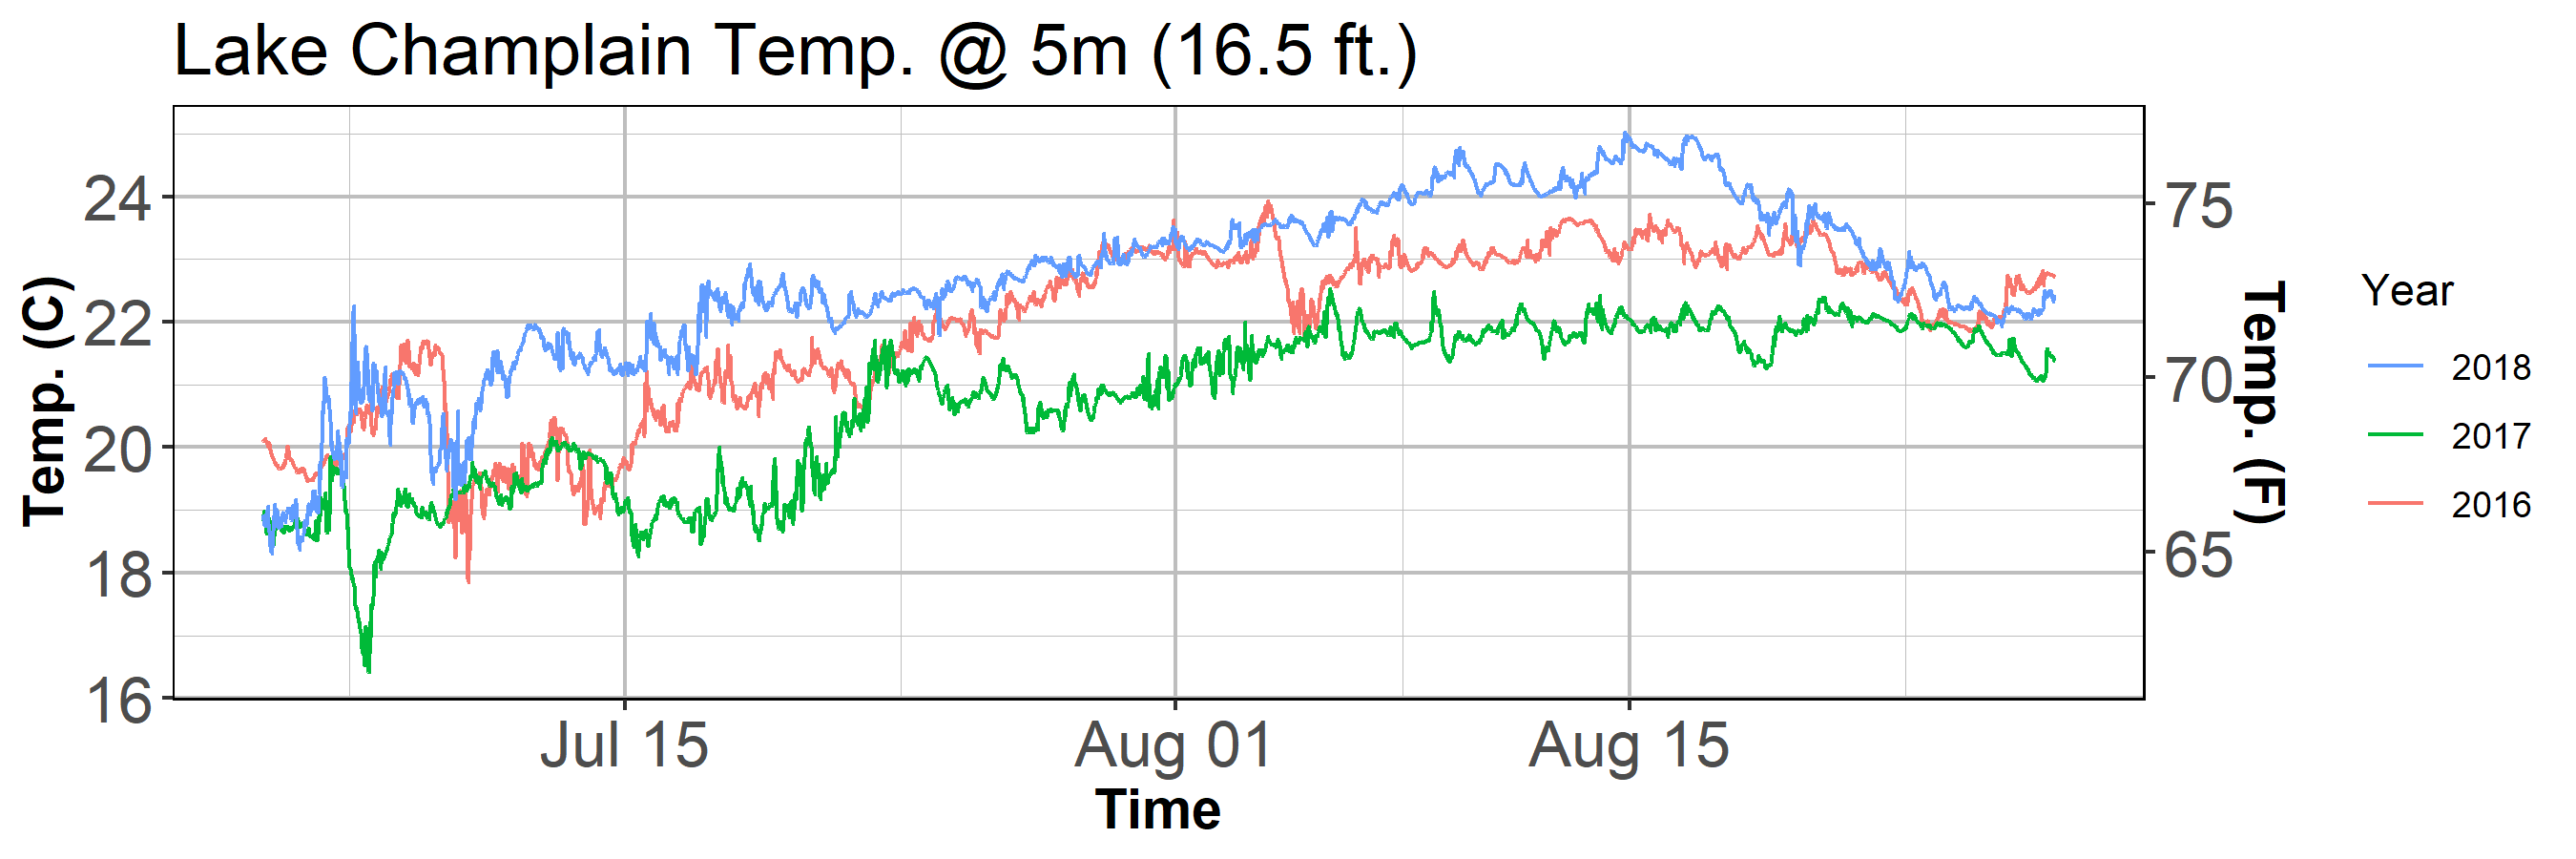 Lake Champlain Temp. @ 5m (16.5 ft.)
Temp. (C)
24
22
20
18
16
Jul 15
Aug 01
Aug 15
Time
75
70
65
Temp. (F)
Year
2018
2017
2016